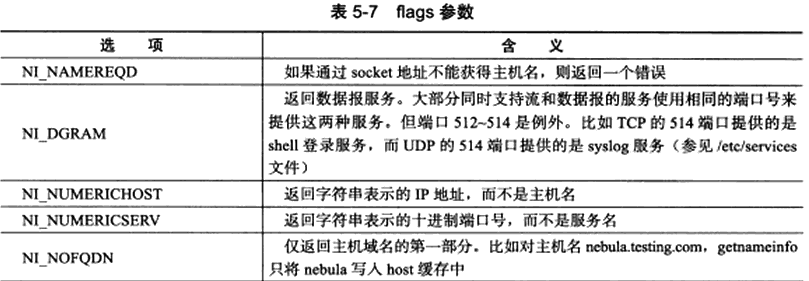 表 5-7 flags 参数
选 项 含 义
NI_NAMEREQD 如果通过 socket 地址不能获得主机名，则返回一个错误
返回数据报服务。大部分同时支持流和数据报的服务使用相同的端口号来
提供这两种服务。但端口 512~514 是例外。比如 TCP 的 514 端口提供的是
NI_DGRAM
shell 登录服务，而 UDP 的 514 端口提供的是 syslog 服务（参见 /etc/services
文件）
NI_NUMERICHOST 返回字符串表示的 IP 地址，而不是主机名
NI_NUMERICSERV 返回字符串表示的十进制端口号，而不是服务名
NI_NOFQDN 仅返回主机域名的第一部分。比如对主机名 nebula.testing.com，getnameinfo
只将 nebula 写入 host 缓存中